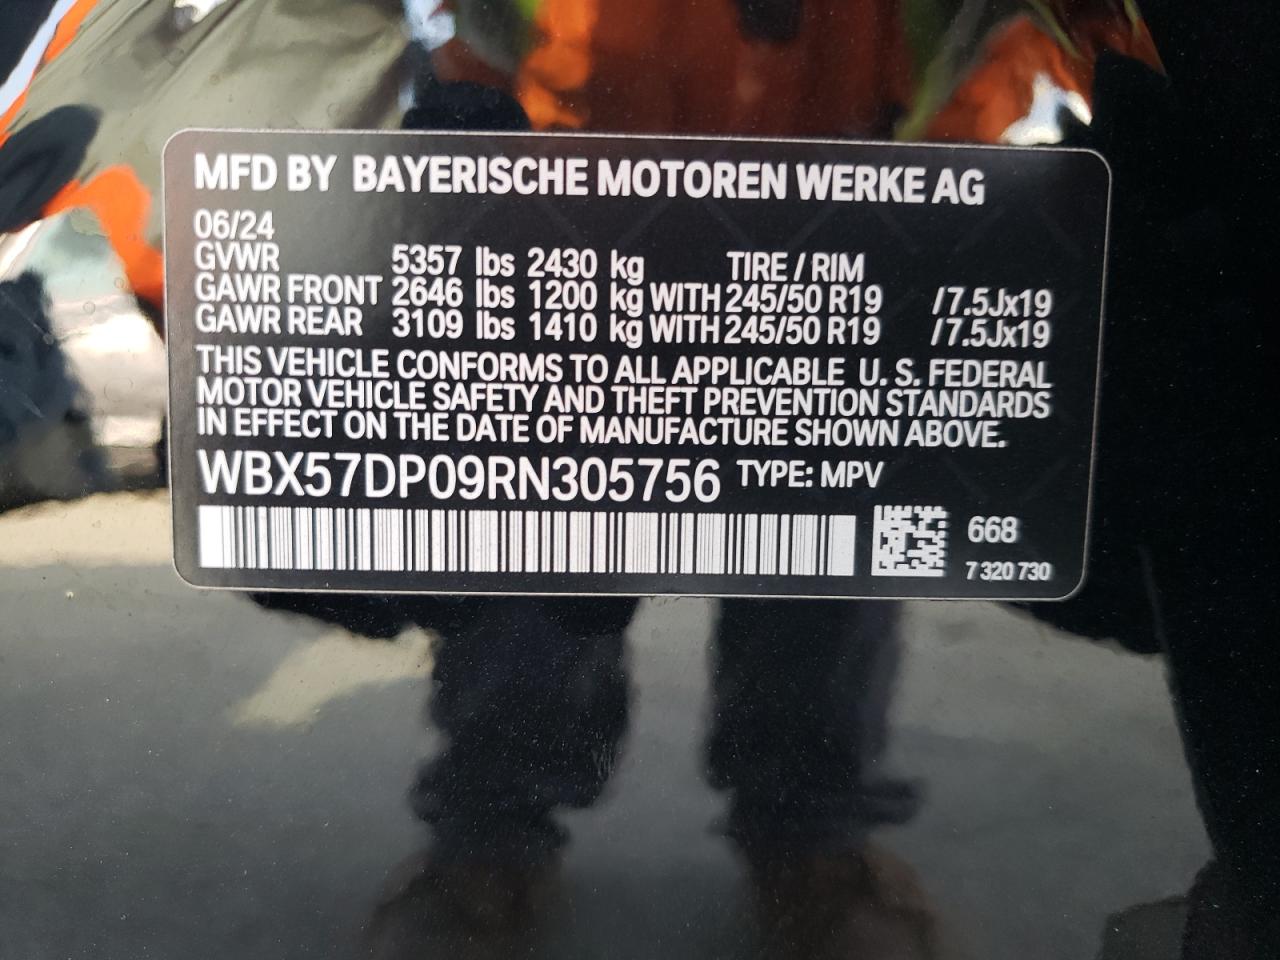 MFD BY BAYERISCHE MOTOREN WERKE AG
06/24
GVWR 5357 lbs 2430 kg TIRE / RIM
GAWR FRONT 2646 lbs 1200 kg WITH 245/50 R19 /7.5Jx19
GAWR REAR 3109 lbs 1410 kg WITH 245/50 R19 /7.5Jx19
THIS VEHICLE CONFORMS TO ALL APPLICABLE U. S. FEDERAL
MOTOR VEHICLE SAFETY AND THEFT PREVENTION STANDARDS
IN EFFECT ON THE DATE OF MANUFACTURE SHOWN ABOVE.
WBX57DP09RN305756 TYPE: MPV
668
7 320 730